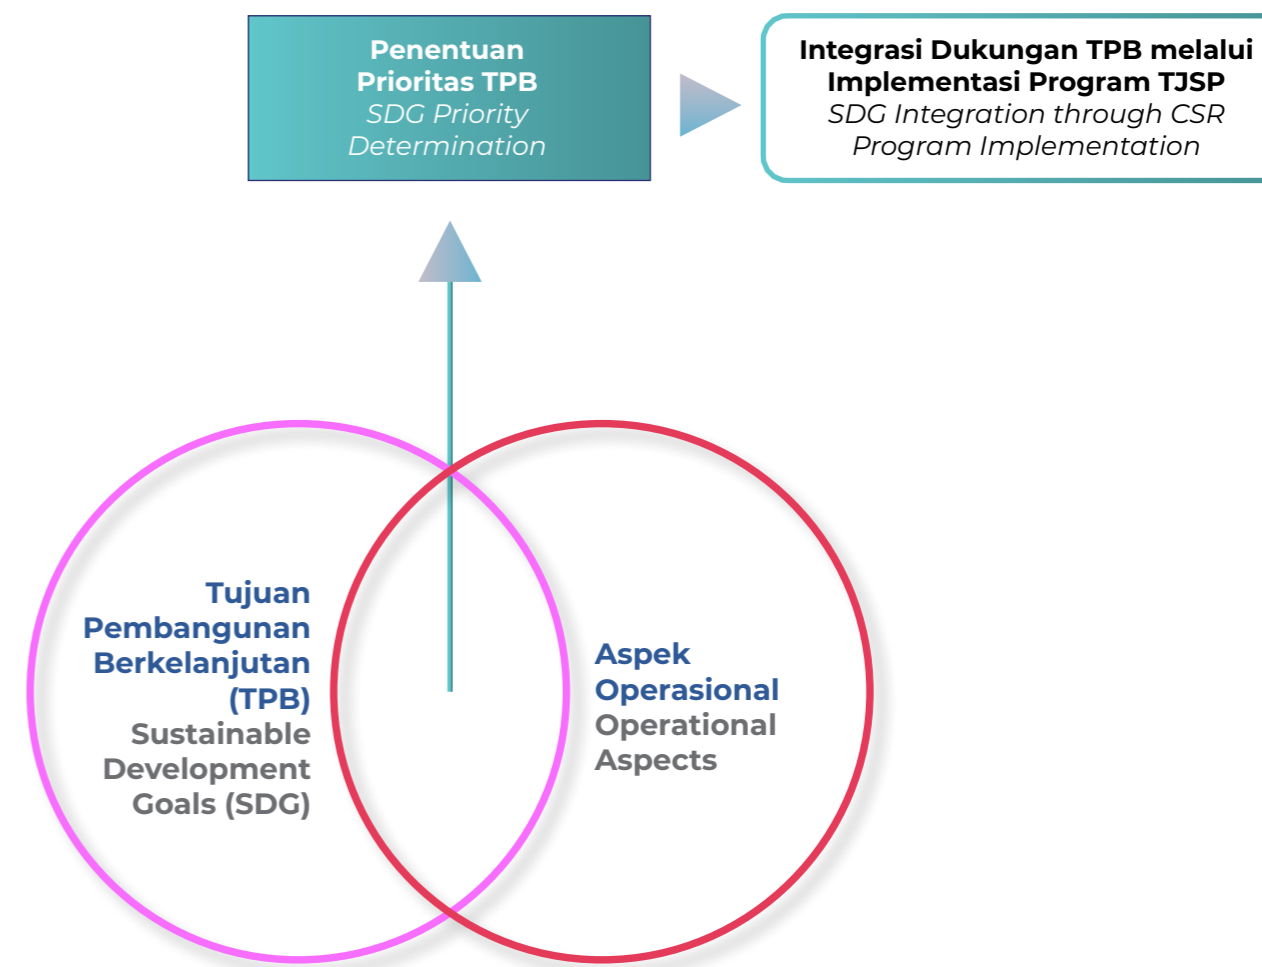 Penentuan
Prioritas TPB
SDG Priority
Determination
Integrasi Dukungan TPB melalui
Implementasi Program TJSP
SDG Integration through CSR
Program Implementation
Tujuan
Pembangunan
Berkelanjutan
(TPB)
Sustainable
Development
Goals (SDG)
Aspek
Operasional
Operational
Aspects